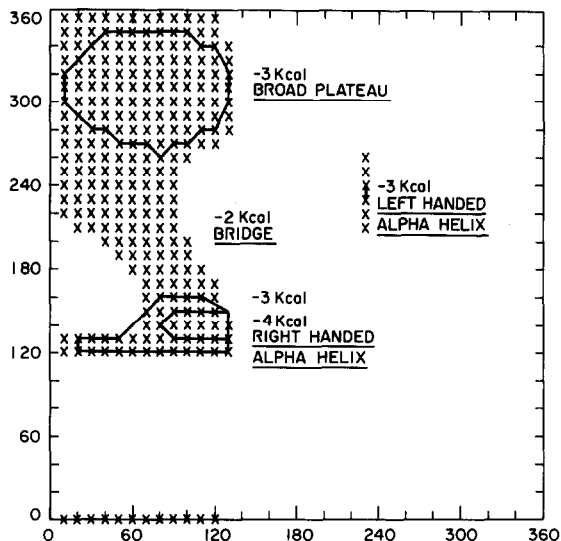 360
300
240
180
120
60
0
-3 Kcal
BROAD PLATEAU
-3 Kcal
LEFT HANDED
ALPHA HELIX
-2 Kcal
BRIDGE
-3 Kcal
-4 Kcal
RIGHT HANDED
ALPHA HELIX
0 60 120 180 240 300 360